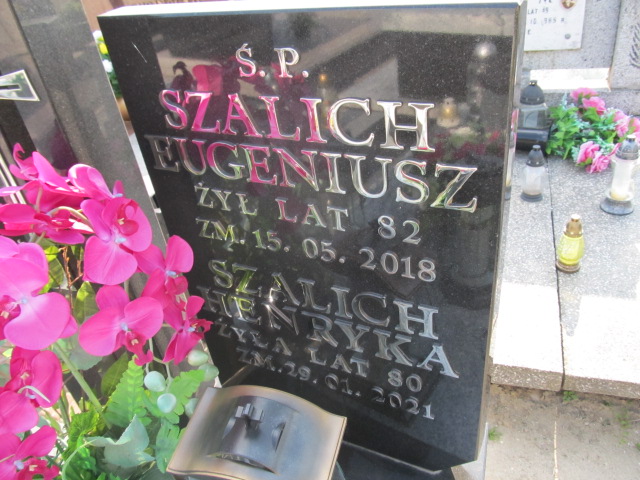 Ś. P.
SZALICH
EUGENIUSZ
ŻYŁ LAT 82
ZM. 15. 05. 2018
SZALICH
HENRYKA
ŻYŁA LAT 80
ZM. 29. 01. 2021